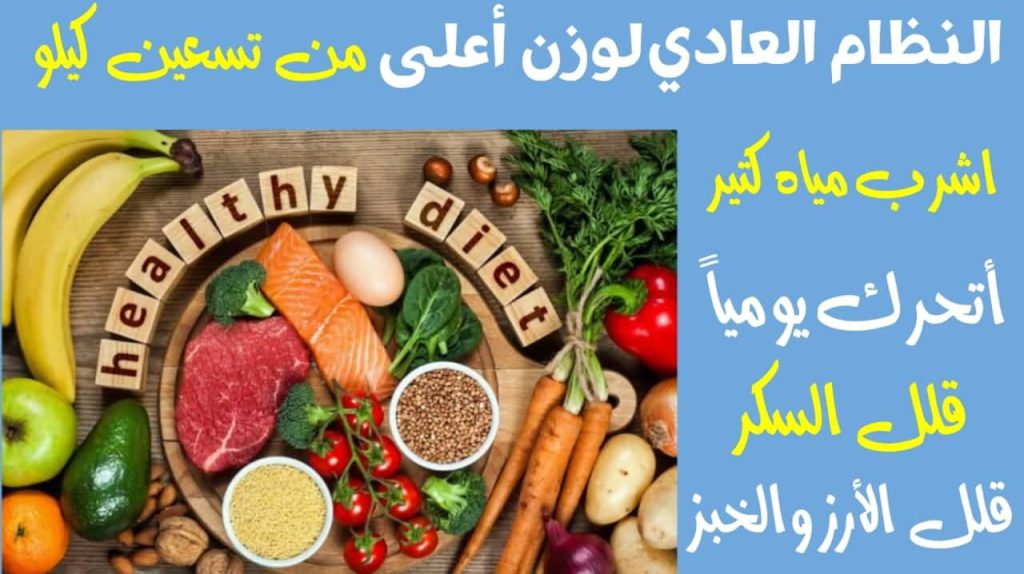 النظام العادي لوزن أعلى من تسعين كيلو
healthy diet
اشرب مياه كتير
أتحرك يومياً
قلل السكر
قلل الأرز والخبز